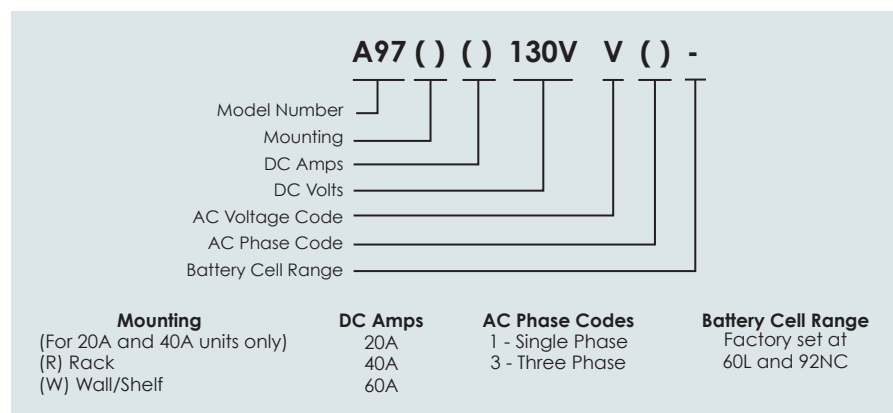 A97 ( ) ( ) 130V V ( ) -
Model Number
Mounting
DC Amps
DC Volts
AC Voltage Code
AC Phase Code
Battery Cell Range
Mounting
(For 20A and 40A units only)
(R) Rack
(W) Wall/Shelf
DC Amps
20A
40A
60A
AC Phase Codes
1 - Single Phase
3 - Three Phase
Battery Cell Range
Factory set at
60L and 92NC